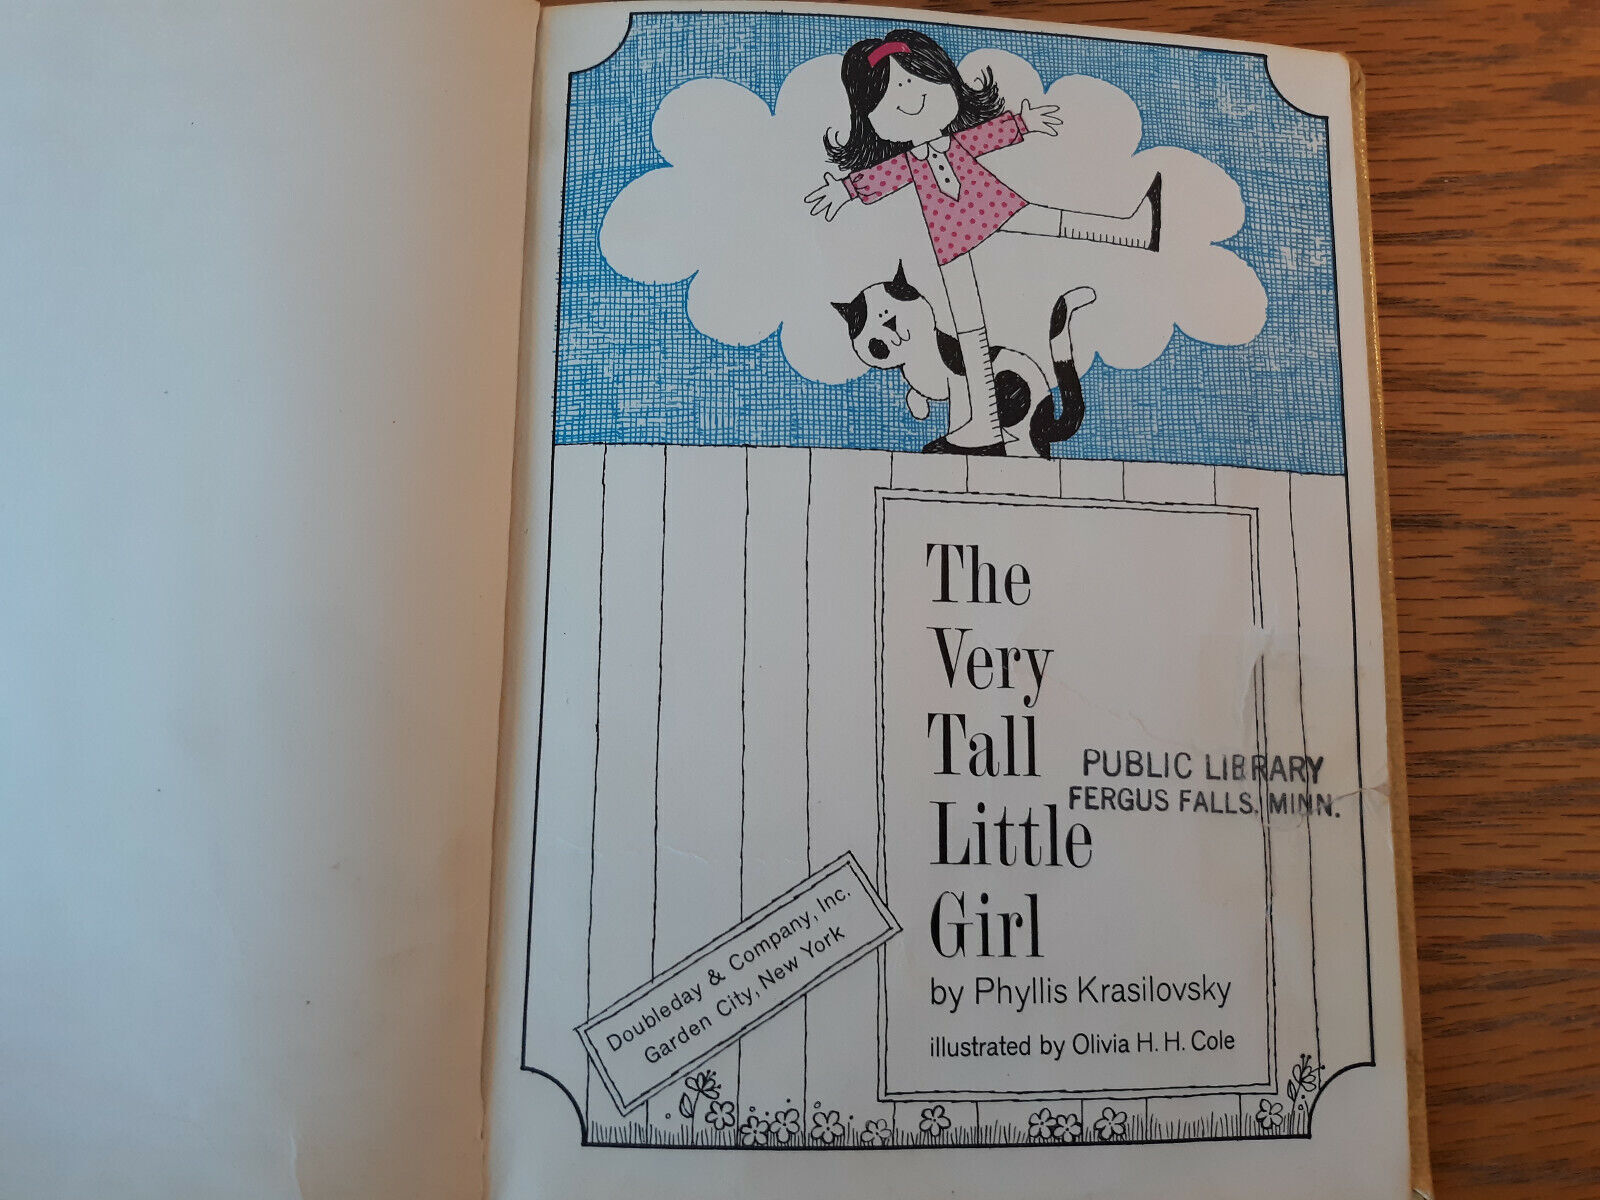 The
Very
Tall
Little
Girl
by Phyllis Krasilovsky
illustrated by Olivia H. H. Cole
PUBLIC LIBRARY
FERGUS FALLS, MINN.
Doubleday & Company, Inc.
Garden City, New York